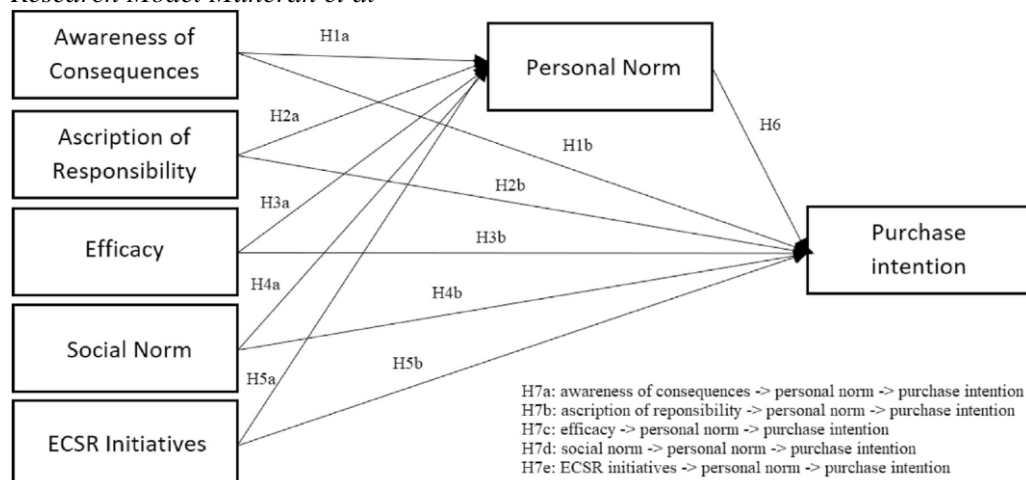 Research Model Muneran et al
Awareness of
Consequences
H1a
Personal Norm
Ascription of
Responsibility
H2a
H6
H1b
H2b
Efficacy
H3a
H3b
Purchase
intention
Social Norm
H4a
H4b
ECSR Initiatives
H5a
H5b
H7a: awareness of consequences -> personal norm -> purchase intention
H7b: ascription of reponsibility -> personal norm -> purchase intention
H7c: efficacy -> personal norm -> purchase intention
H7d: social norm -> personal norm -> purchase intention
H7e: ECSR initiatives -> personal norm -> purchase intention